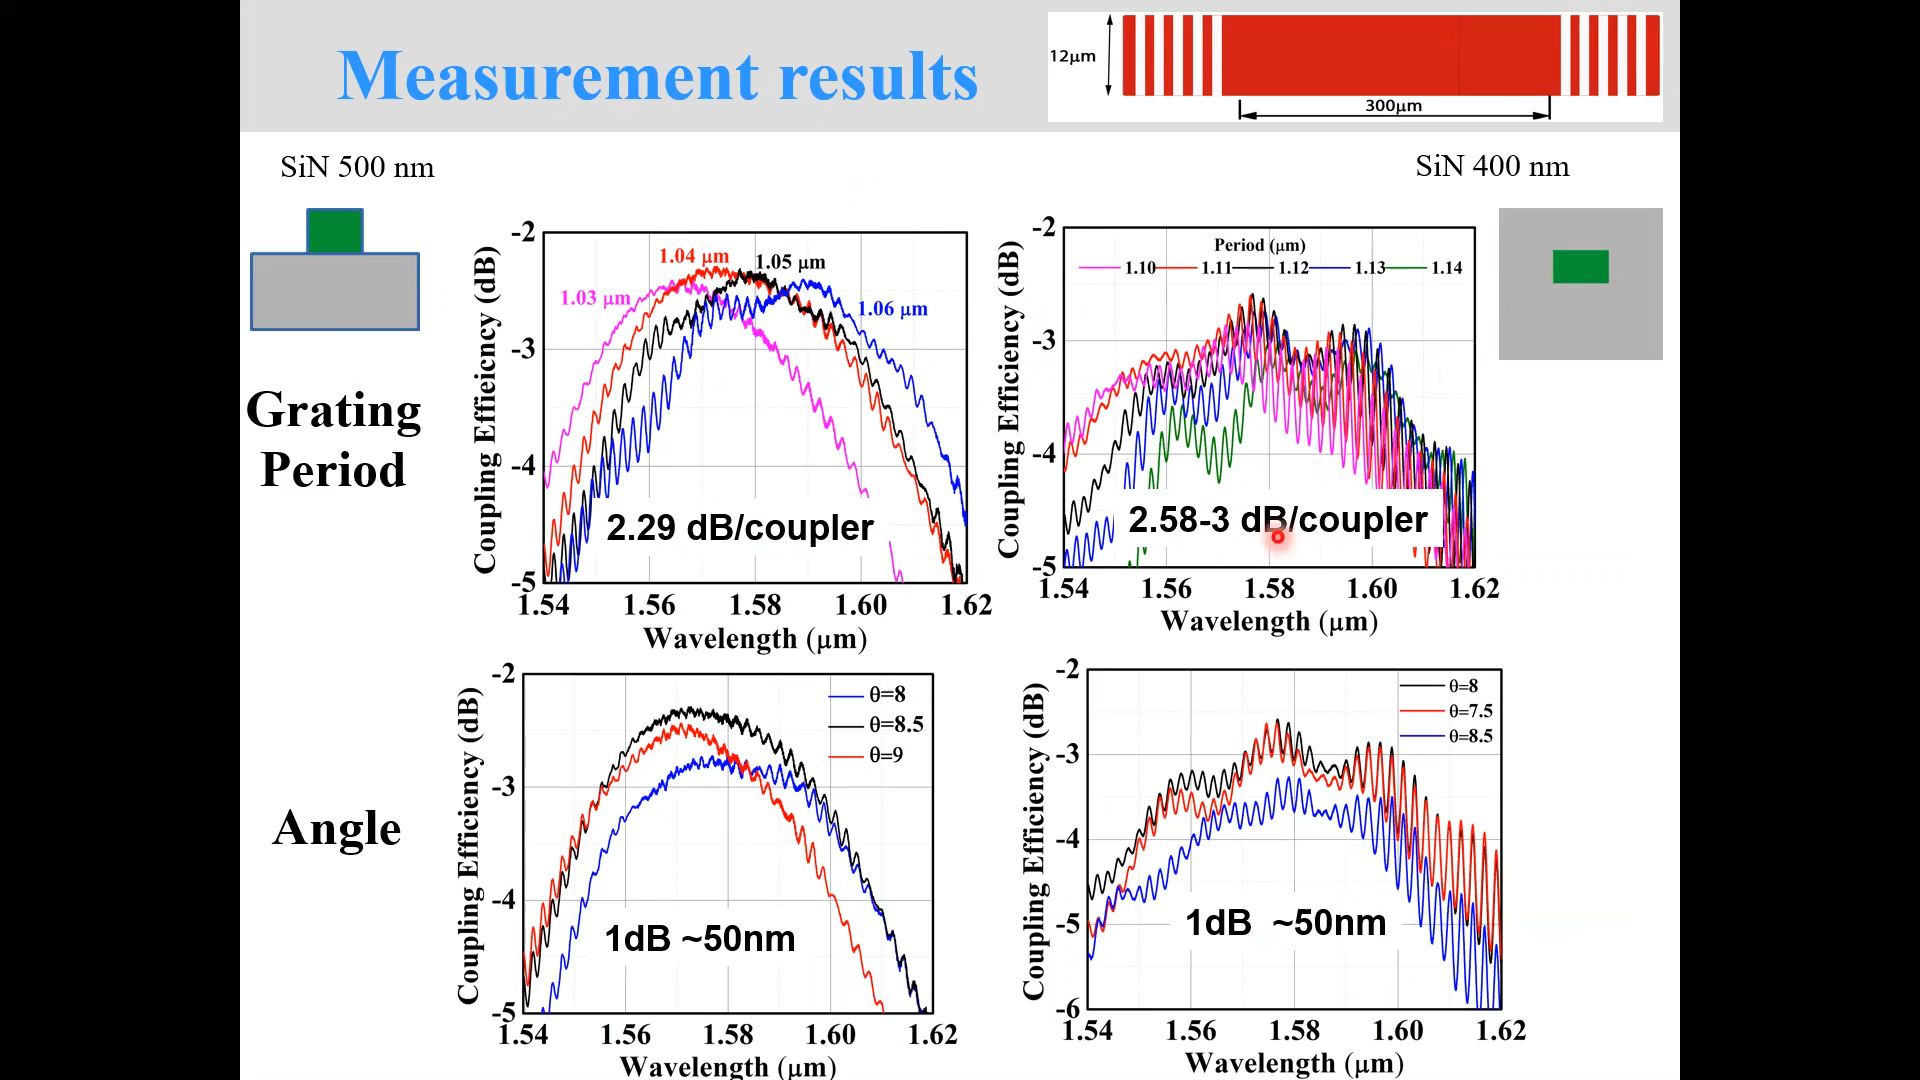 Measurement results
12μm
300μm
SiN 500 nm
SiN 400 nm
Grating
Period
Coupling Efficiency (dB)
-2
-3
-4
-5
1.03 μm
1.04 μm
1.05 μm
1.06 μm
2.29 dB/coupler
1.54 1.56 1.58 1.60 1.62
Wavelength (μm)
Coupling Efficiency (dB)
-2
-3
-4
-5
Period (μm)
1.10 1.11 1.12 1.13 1.14
2.58-3 dB/coupler
1.54 1.56 1.58 1.60 1.62
Wavelength (μm)
Angle
Coupling Efficiency (dB)
-2
-3
-4
-5
θ=8
θ=8.5
θ=9
1dB ~50nm
1.54 1.56 1.58 1.60 1.62
Wavelength (μm)
Coupling Efficiency (dB)
-2
-3
-4
-5
-6
θ=8
θ=7.5
θ=8.5
1dB ~50nm
1.54 1.56 1.58 1.60 1.62
Wavelength (μm)